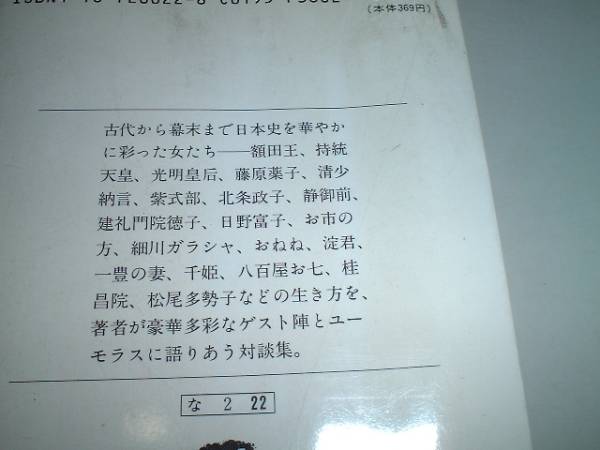 (本体369円)
古代から幕末まで日本史を華やか
に彩った女たち――額田王、持統
天皇、光明皇后、藤原薬子、清少
納言、紫式部、北条政子、静御前、
建礼門院徳子、日野富子、お市の
方、細川ガラシャ、おねね、淀君、
一豊の妻、千姫、八百屋お七、桂
昌院、松尾多勢子などの生き方を、
著者が豪華多彩なゲスト陣とユー
モラスに語りあう対談集。
な 2 22